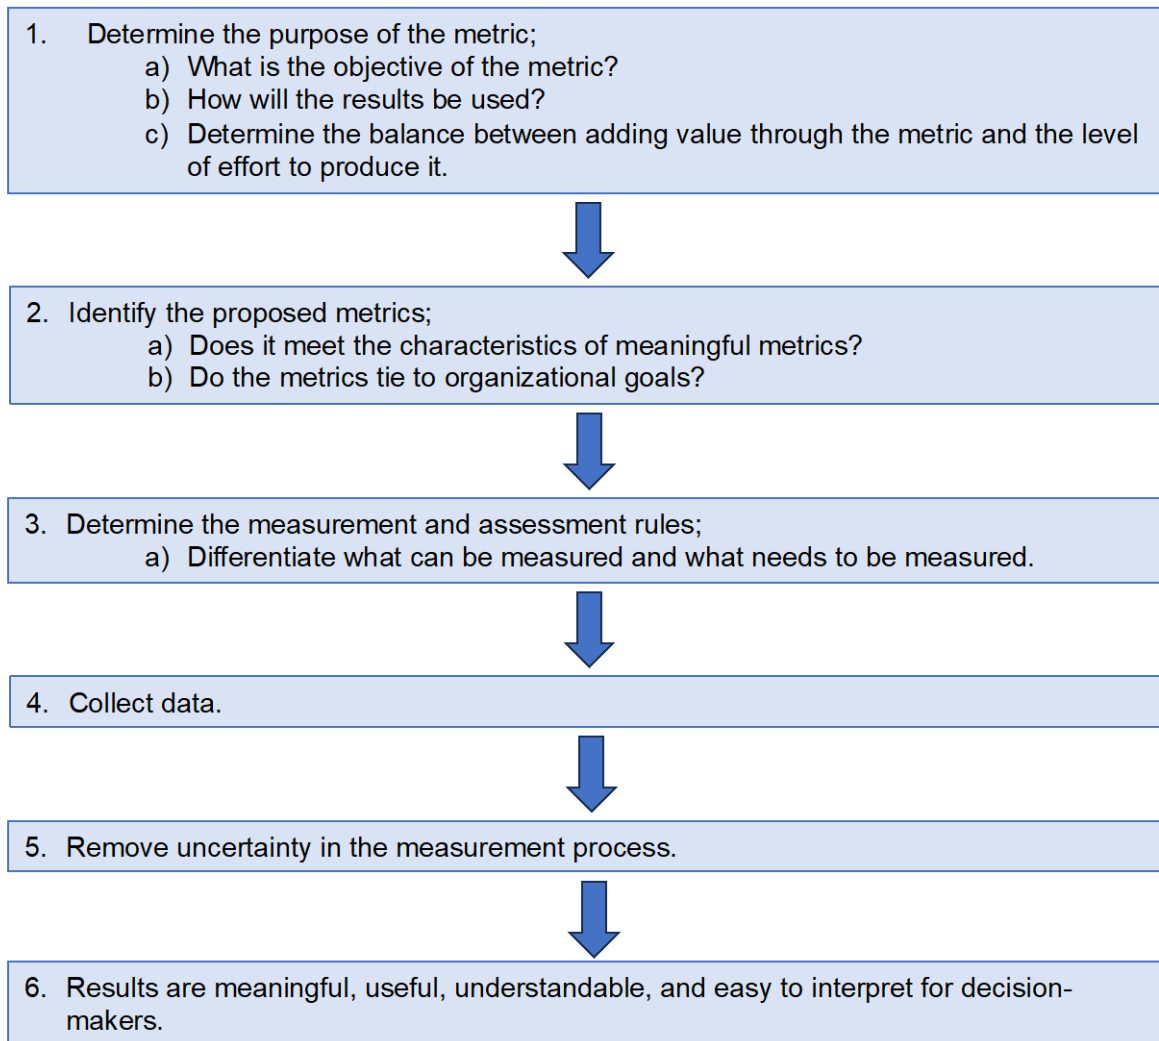 1. Determine the purpose of the metric;
a) What is the objective of the metric?
b) How will the results be used?
c) Determine the balance between adding value through the metric and the level
of effort to produce it.
2. Identify the proposed metrics;
a) Does it meet the characteristics of meaningful metrics?
b) Do the metrics tie to organizational goals?
3. Determine the measurement and assessment rules;
a) Differentiate what can be measured and what needs to be measured.
4. Collect data.
5. Remove uncertainty in the measurement process.
6. Results are meaningful, useful, understandable, and easy to interpret for decision-
makers.